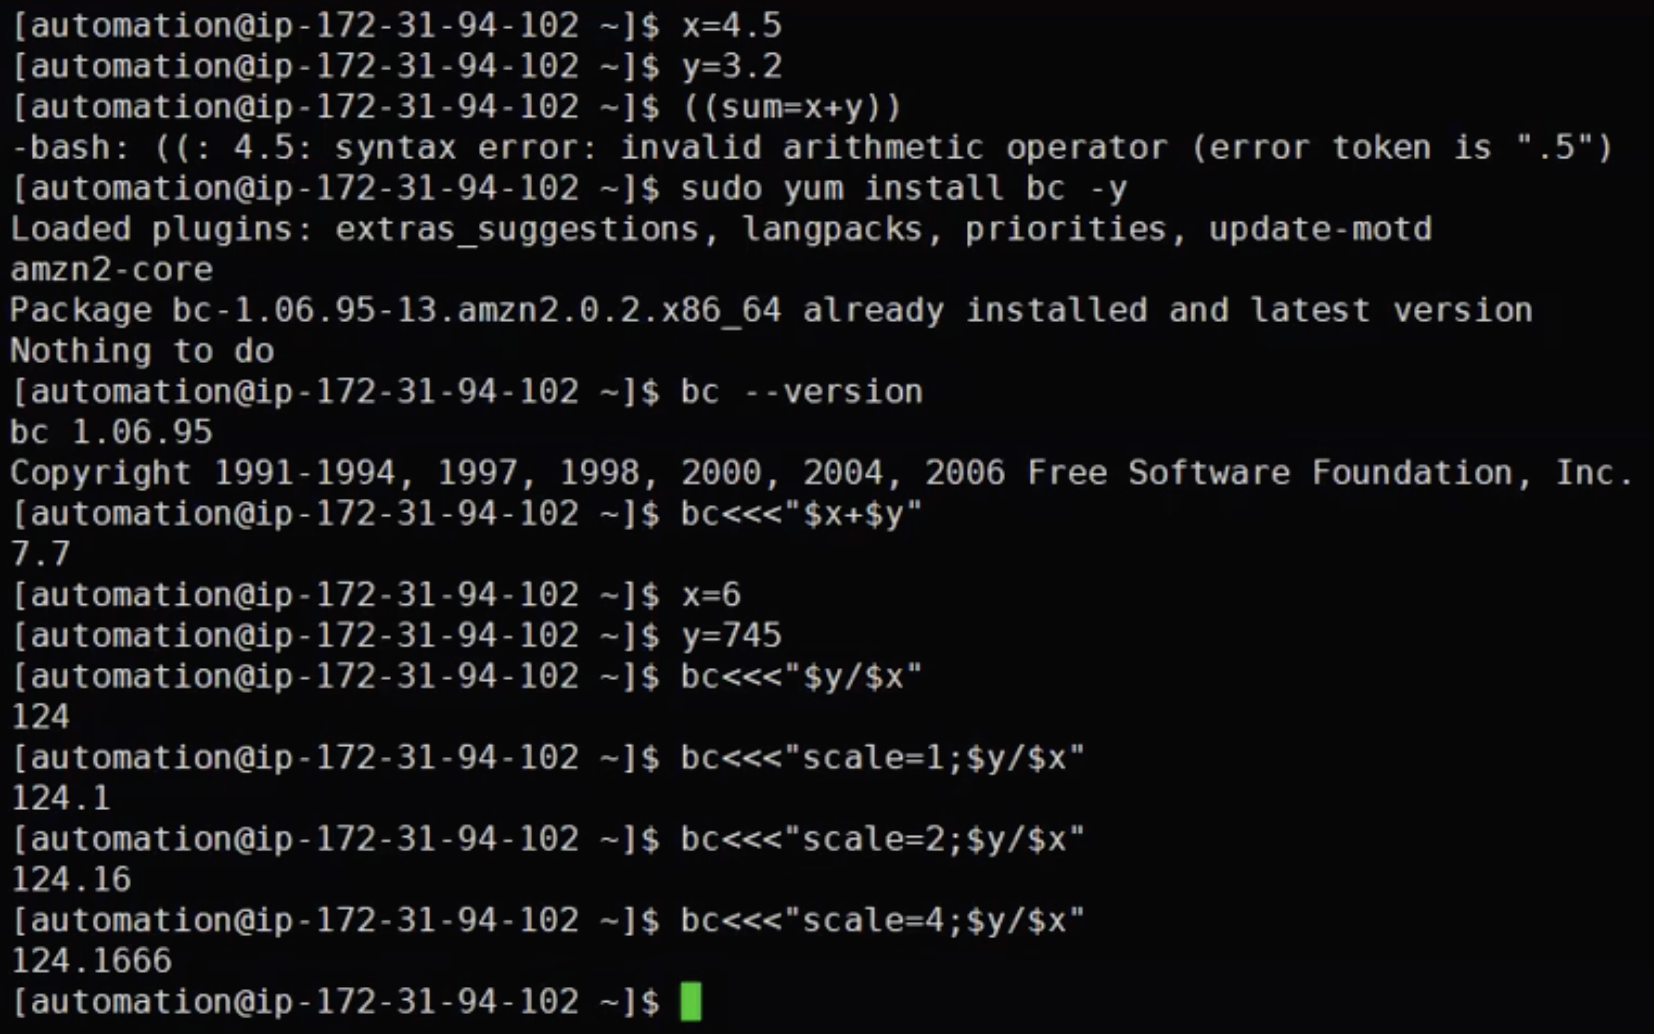 [automation@ip-172-31-94-102 ~]$ x=4.5
[automation@ip-172-31-94-102 ~]$ y=3.2
[automation@ip-172-31-94-102 ~]$ ((sum=x+y))
-bash: ((: 4.5: syntax error: invalid arithmetic operator (error token is ".5")
[automation@ip-172-31-94-102 ~]$ sudo yum install bc -y
Loaded plugins: extras_suggestions, langpacks, priorities, update-motd
amzn2-core
Package bc-1.06.95-13.amzn2.0.2.x86_64 already installed and latest version
Nothing to do
[automation@ip-172-31-94-102 ~]$ bc --version
bc 1.06.95
Copyright 1991-1994, 1997, 1998, 2000, 2004, 2006 Free Software Foundation, Inc.
[automation@ip-172-31-94-102 ~]$ bc<<<"$x+$y"
7.7
[automation@ip-172-31-94-102 ~]$ x=6
[automation@ip-172-31-94-102 ~]$ y=745
[automation@ip-172-31-94-102 ~]$ bc<<<"$y/$x"
124
[automation@ip-172-31-94-102 ~]$ bc<<<"scale=1;$y/$x"
124.1
[automation@ip-172-31-94-102 ~]$ bc<<<"scale=2;$y/$x"
124.16
[automation@ip-172-31-94-102 ~]$ bc<<<"scale=4;$y/$x"
124.1666
[automation@ip-172-31-94-102 ~]$